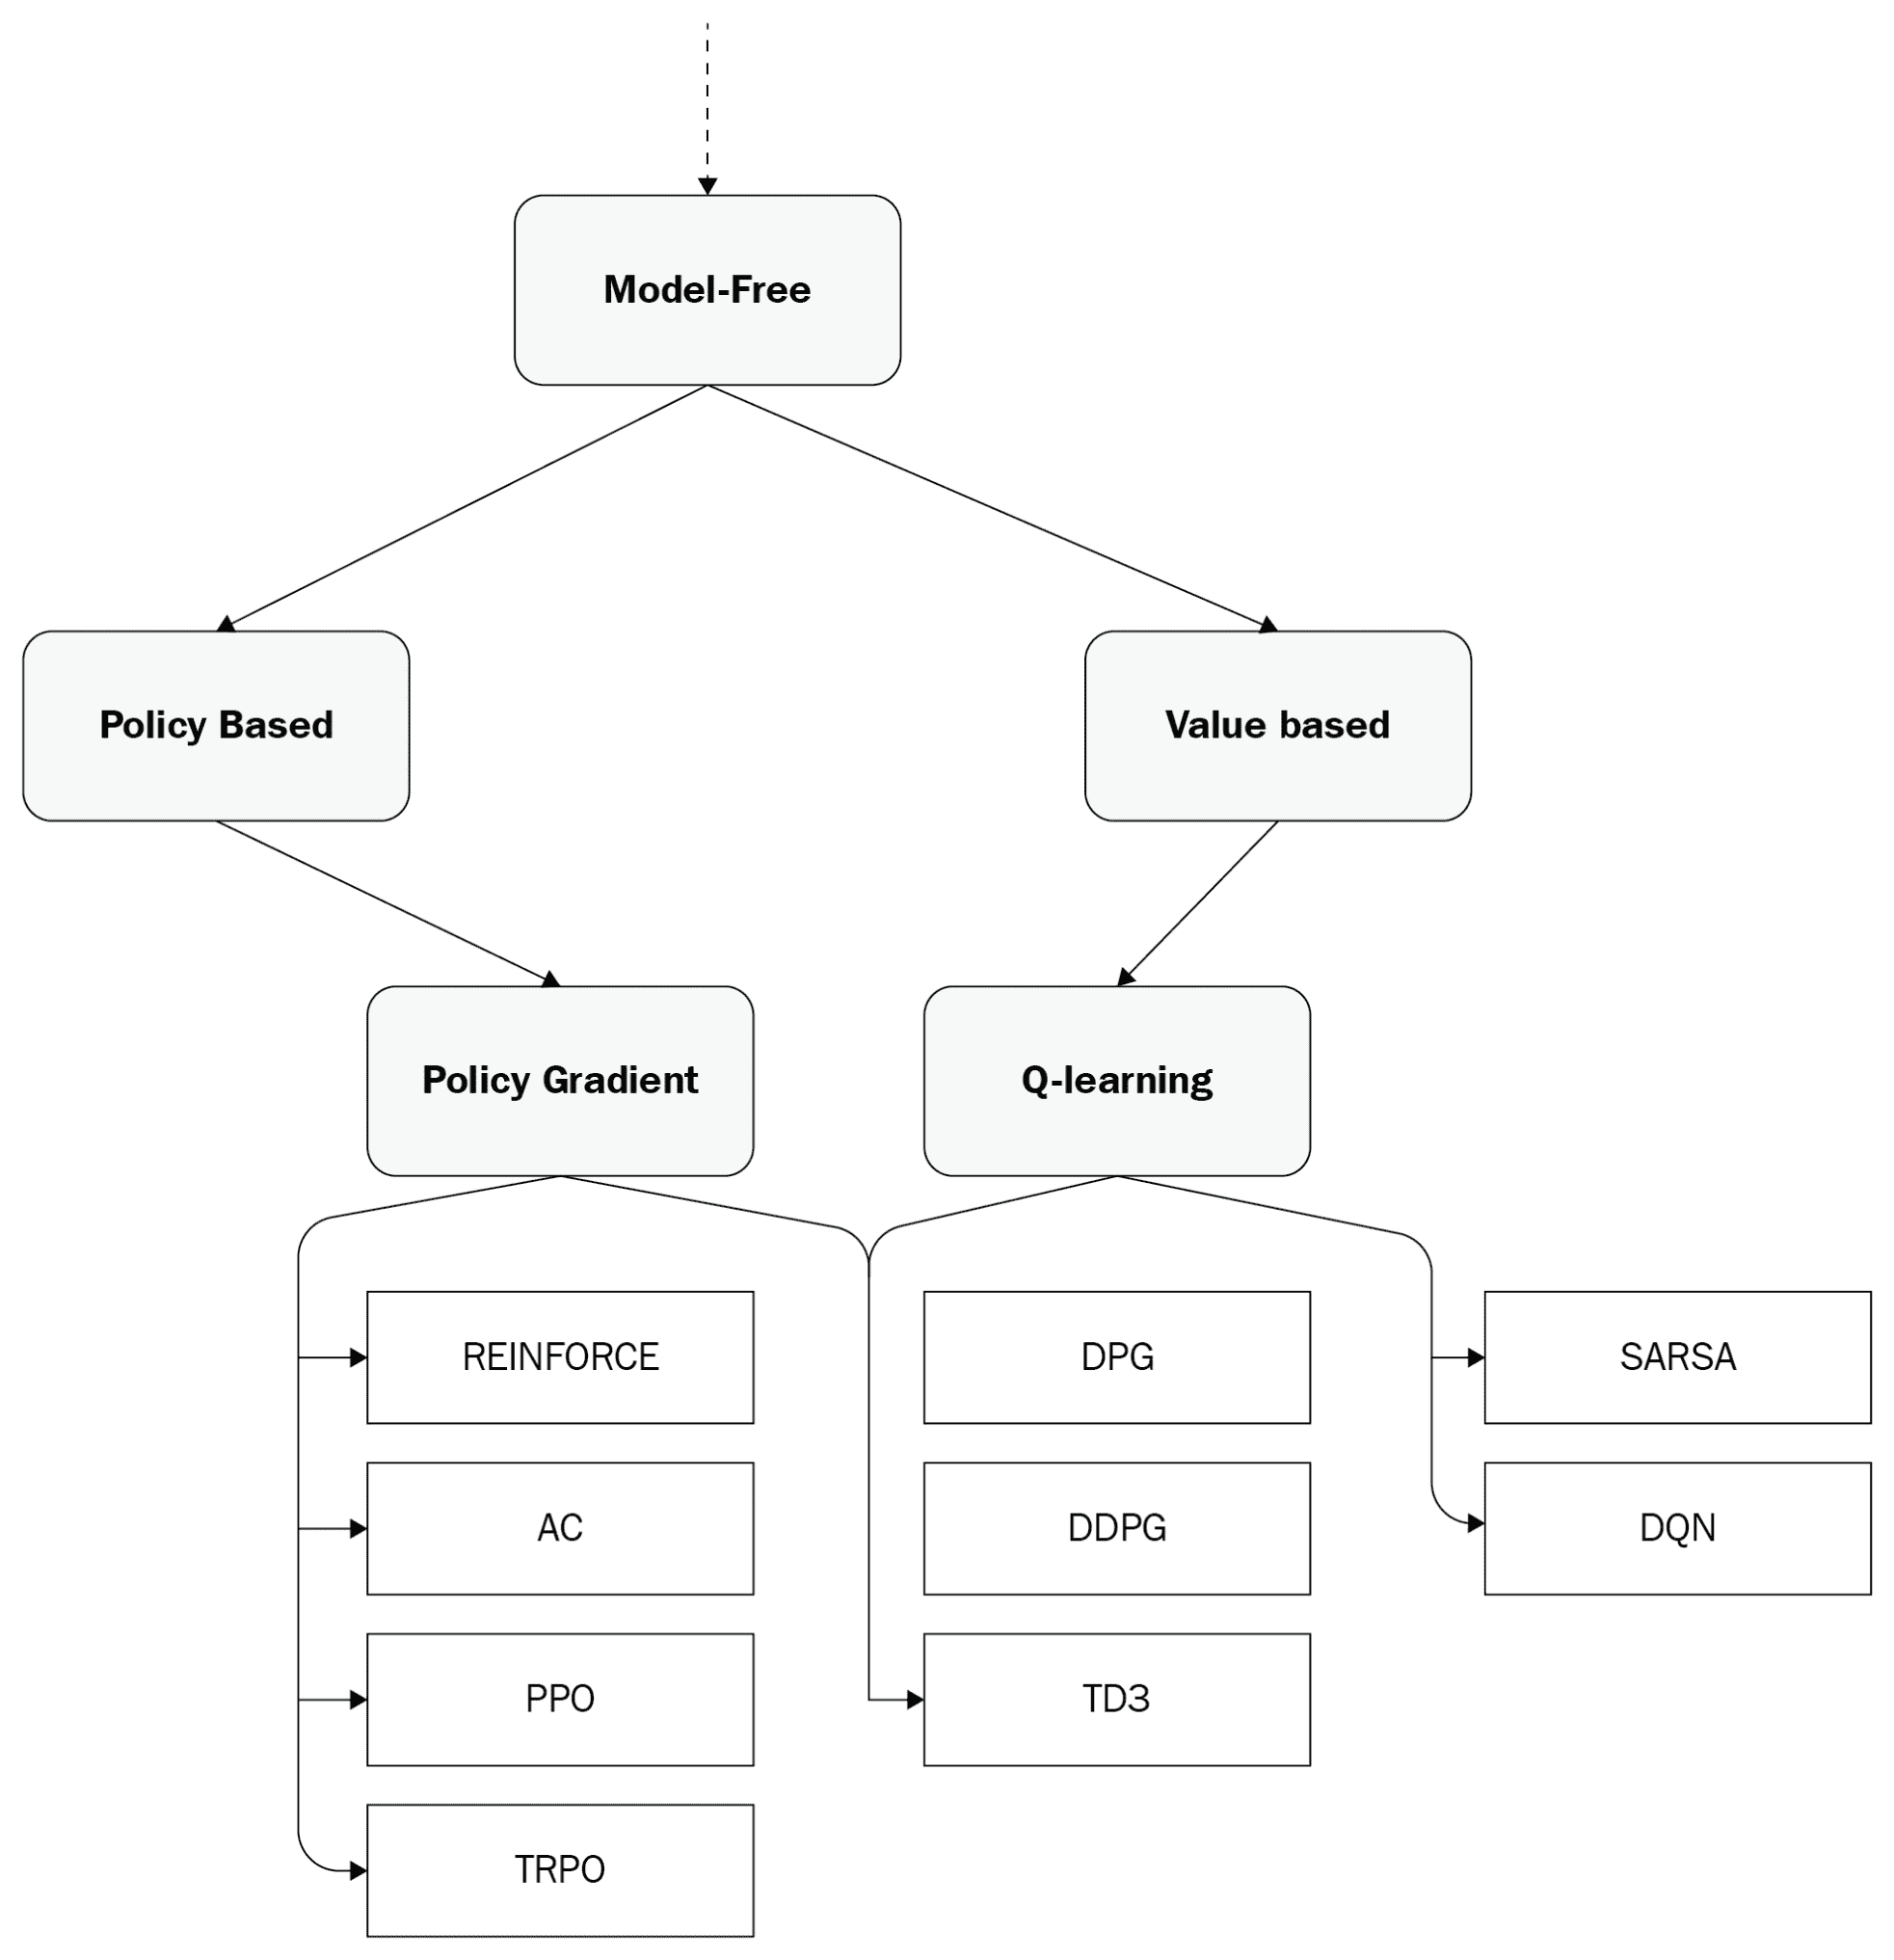 Model-Free
Policy Based
Value based
Policy Gradient
Q-learning
REINFORCE
DPG
SARSA
AC
DDPG
DQN
PPO
TD3
TRPO